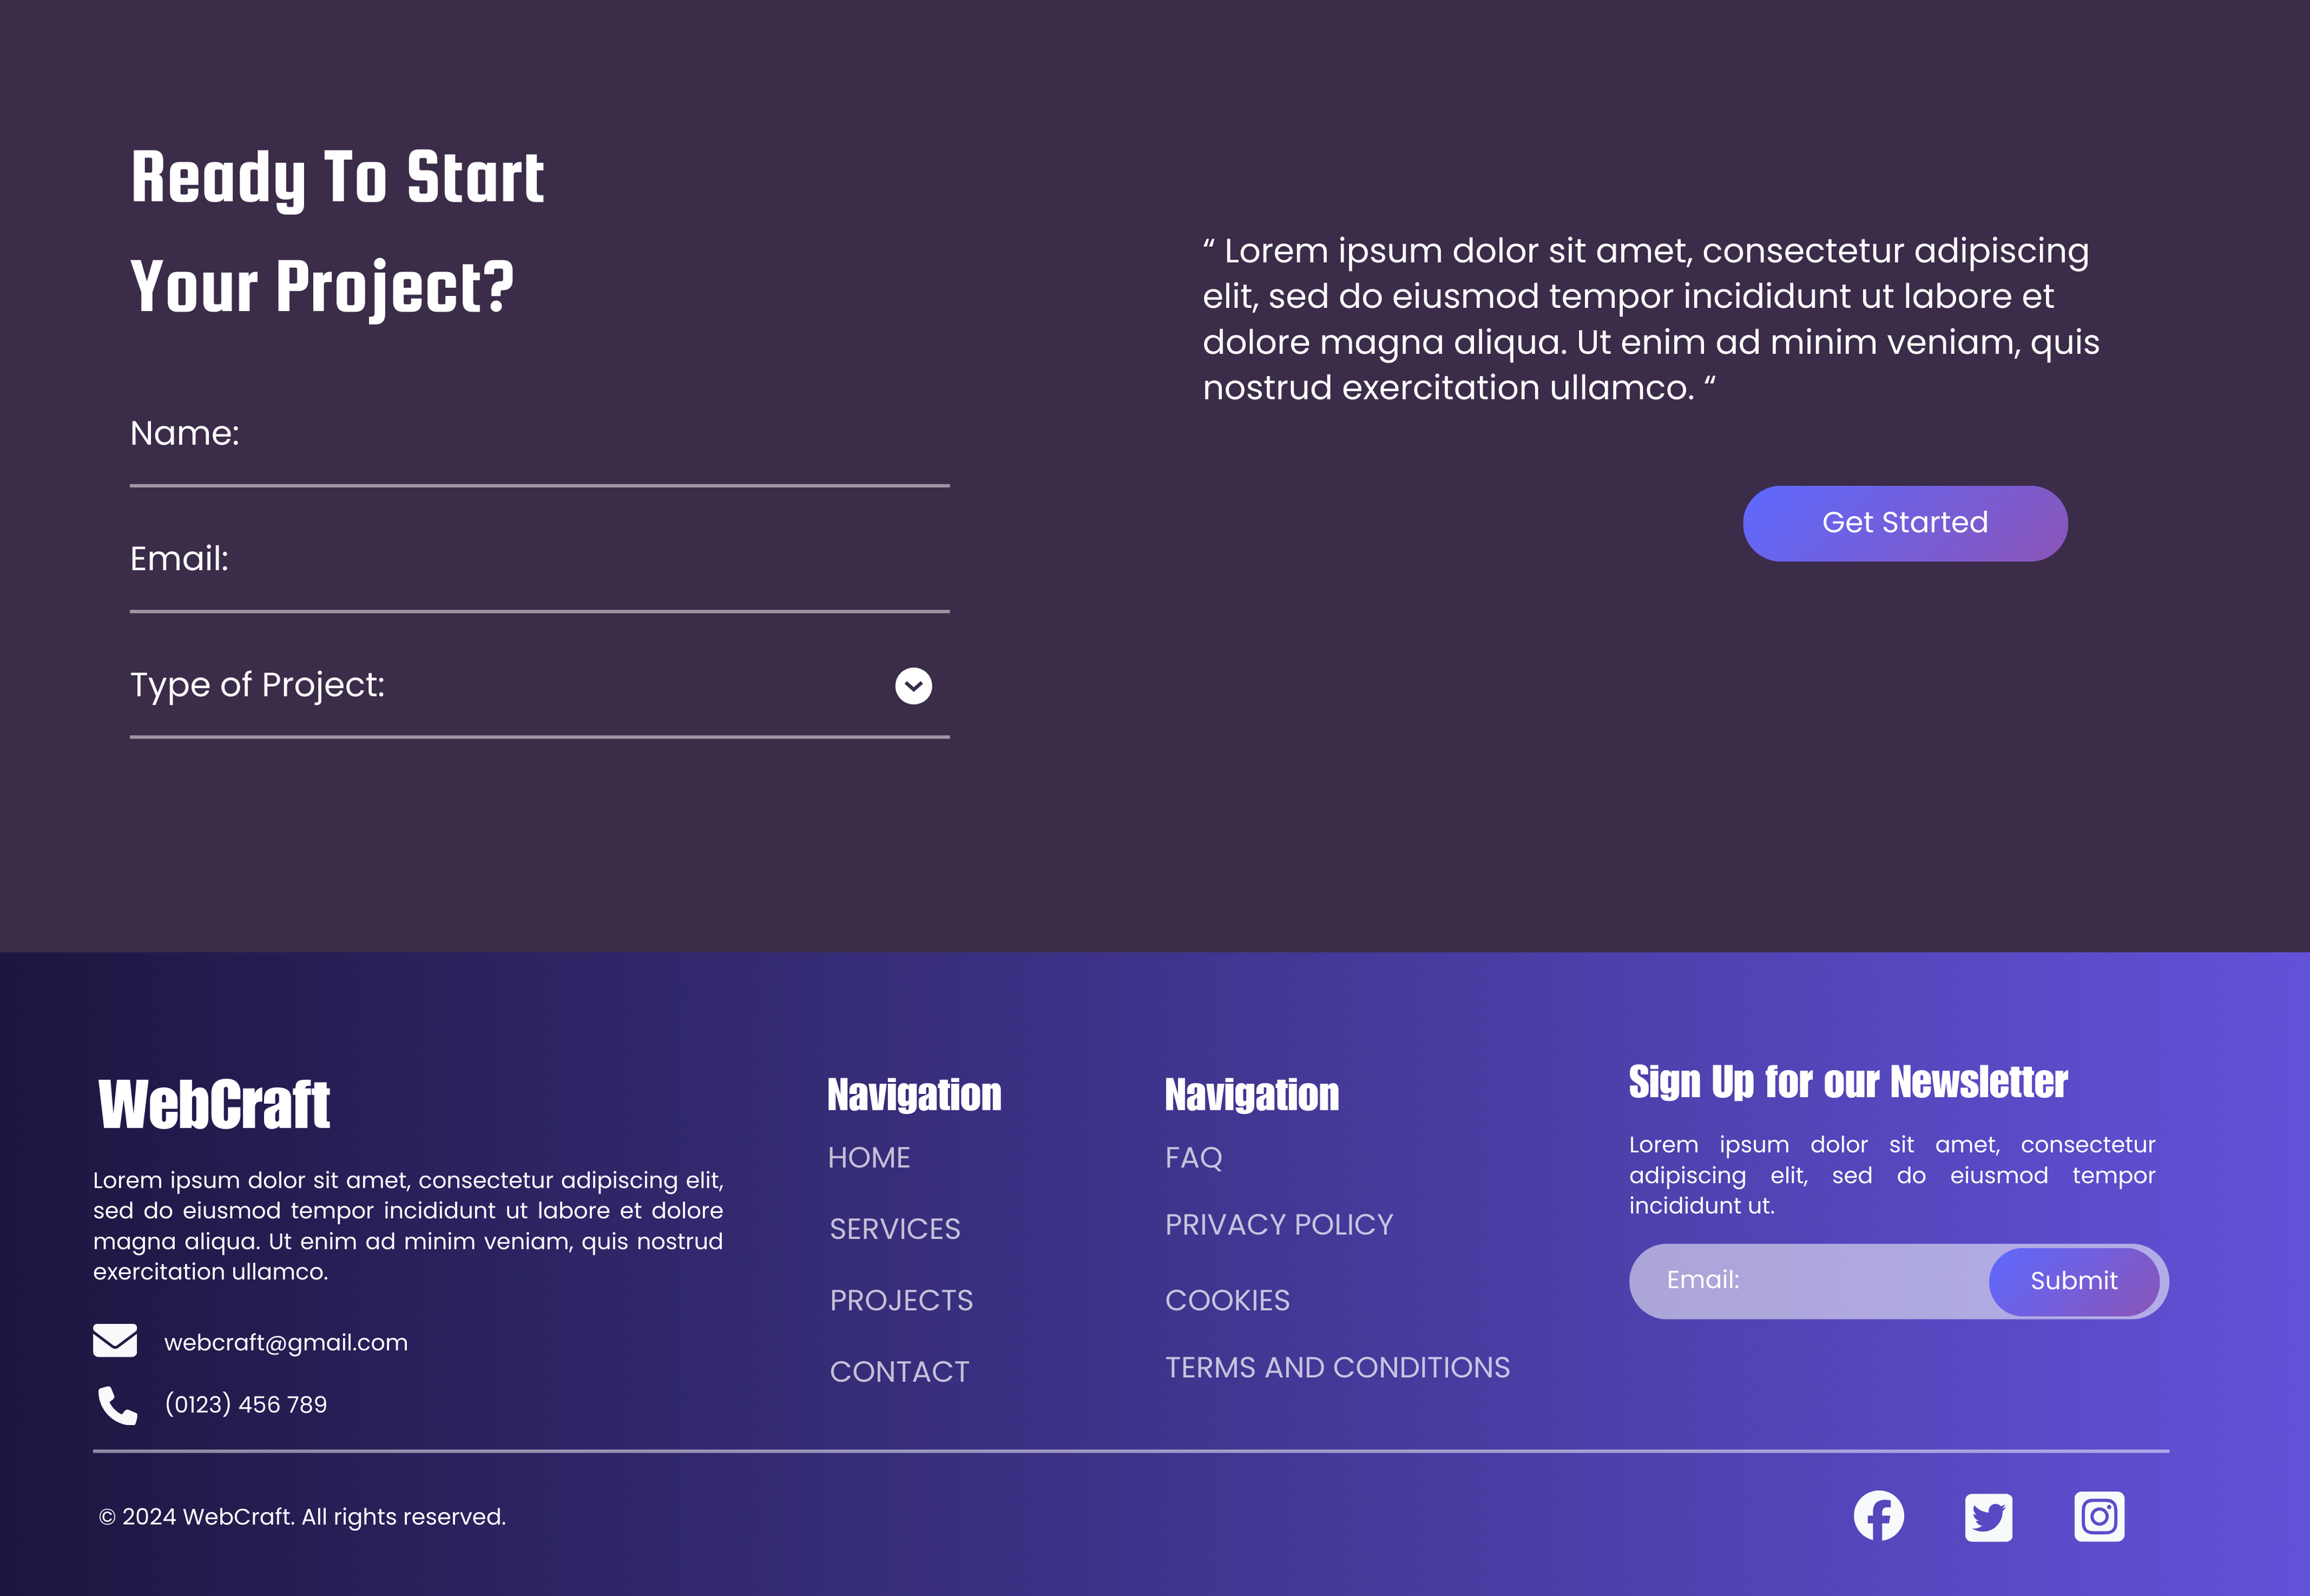 Ready To Start
Your Project?
Name:
Email:
Type of Project:
“ Lorem ipsum dolor sit amet, consectetur adipiscing
elit, sed do eiusmod tempor incididunt ut labore et
dolore magna aliqua. Ut enim ad minim veniam, quis
nostrud exercitation ullamco. “
Get Started
WebCraft
Lorem ipsum dolor sit amet, consectetur adipiscing elit,
sed do eiusmod tempor incididunt ut labore et dolore
magna aliqua. Ut enim ad minim veniam, quis nostrud
exercitation ullamco.
webcraft@gmail.com
(0123) 456 789
Navigation
HOME
SERVICES
PROJECTS
CONTACT
Navigation
FAQ
PRIVACY POLICY
COOKIES
TERMS AND CONDITIONS
Sign Up for our Newsletter
Lorem ipsum dolor sit amet, consectetur
adipiscing elit, sed do eiusmod tempor
incididunt ut.
Email:
Submit
© 2024 WebCraft. All rights reserved.